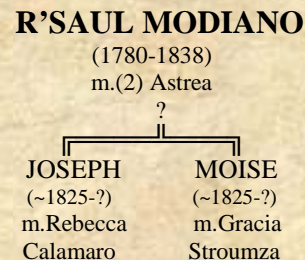 R'SAUL MODIANO
(1780-1838)
m.(2) Astrea
?
JOSEPH MOISE
(~1825-?) (~1825-?)
m.Rebecca m.Gracia
Calamaro Stroumza